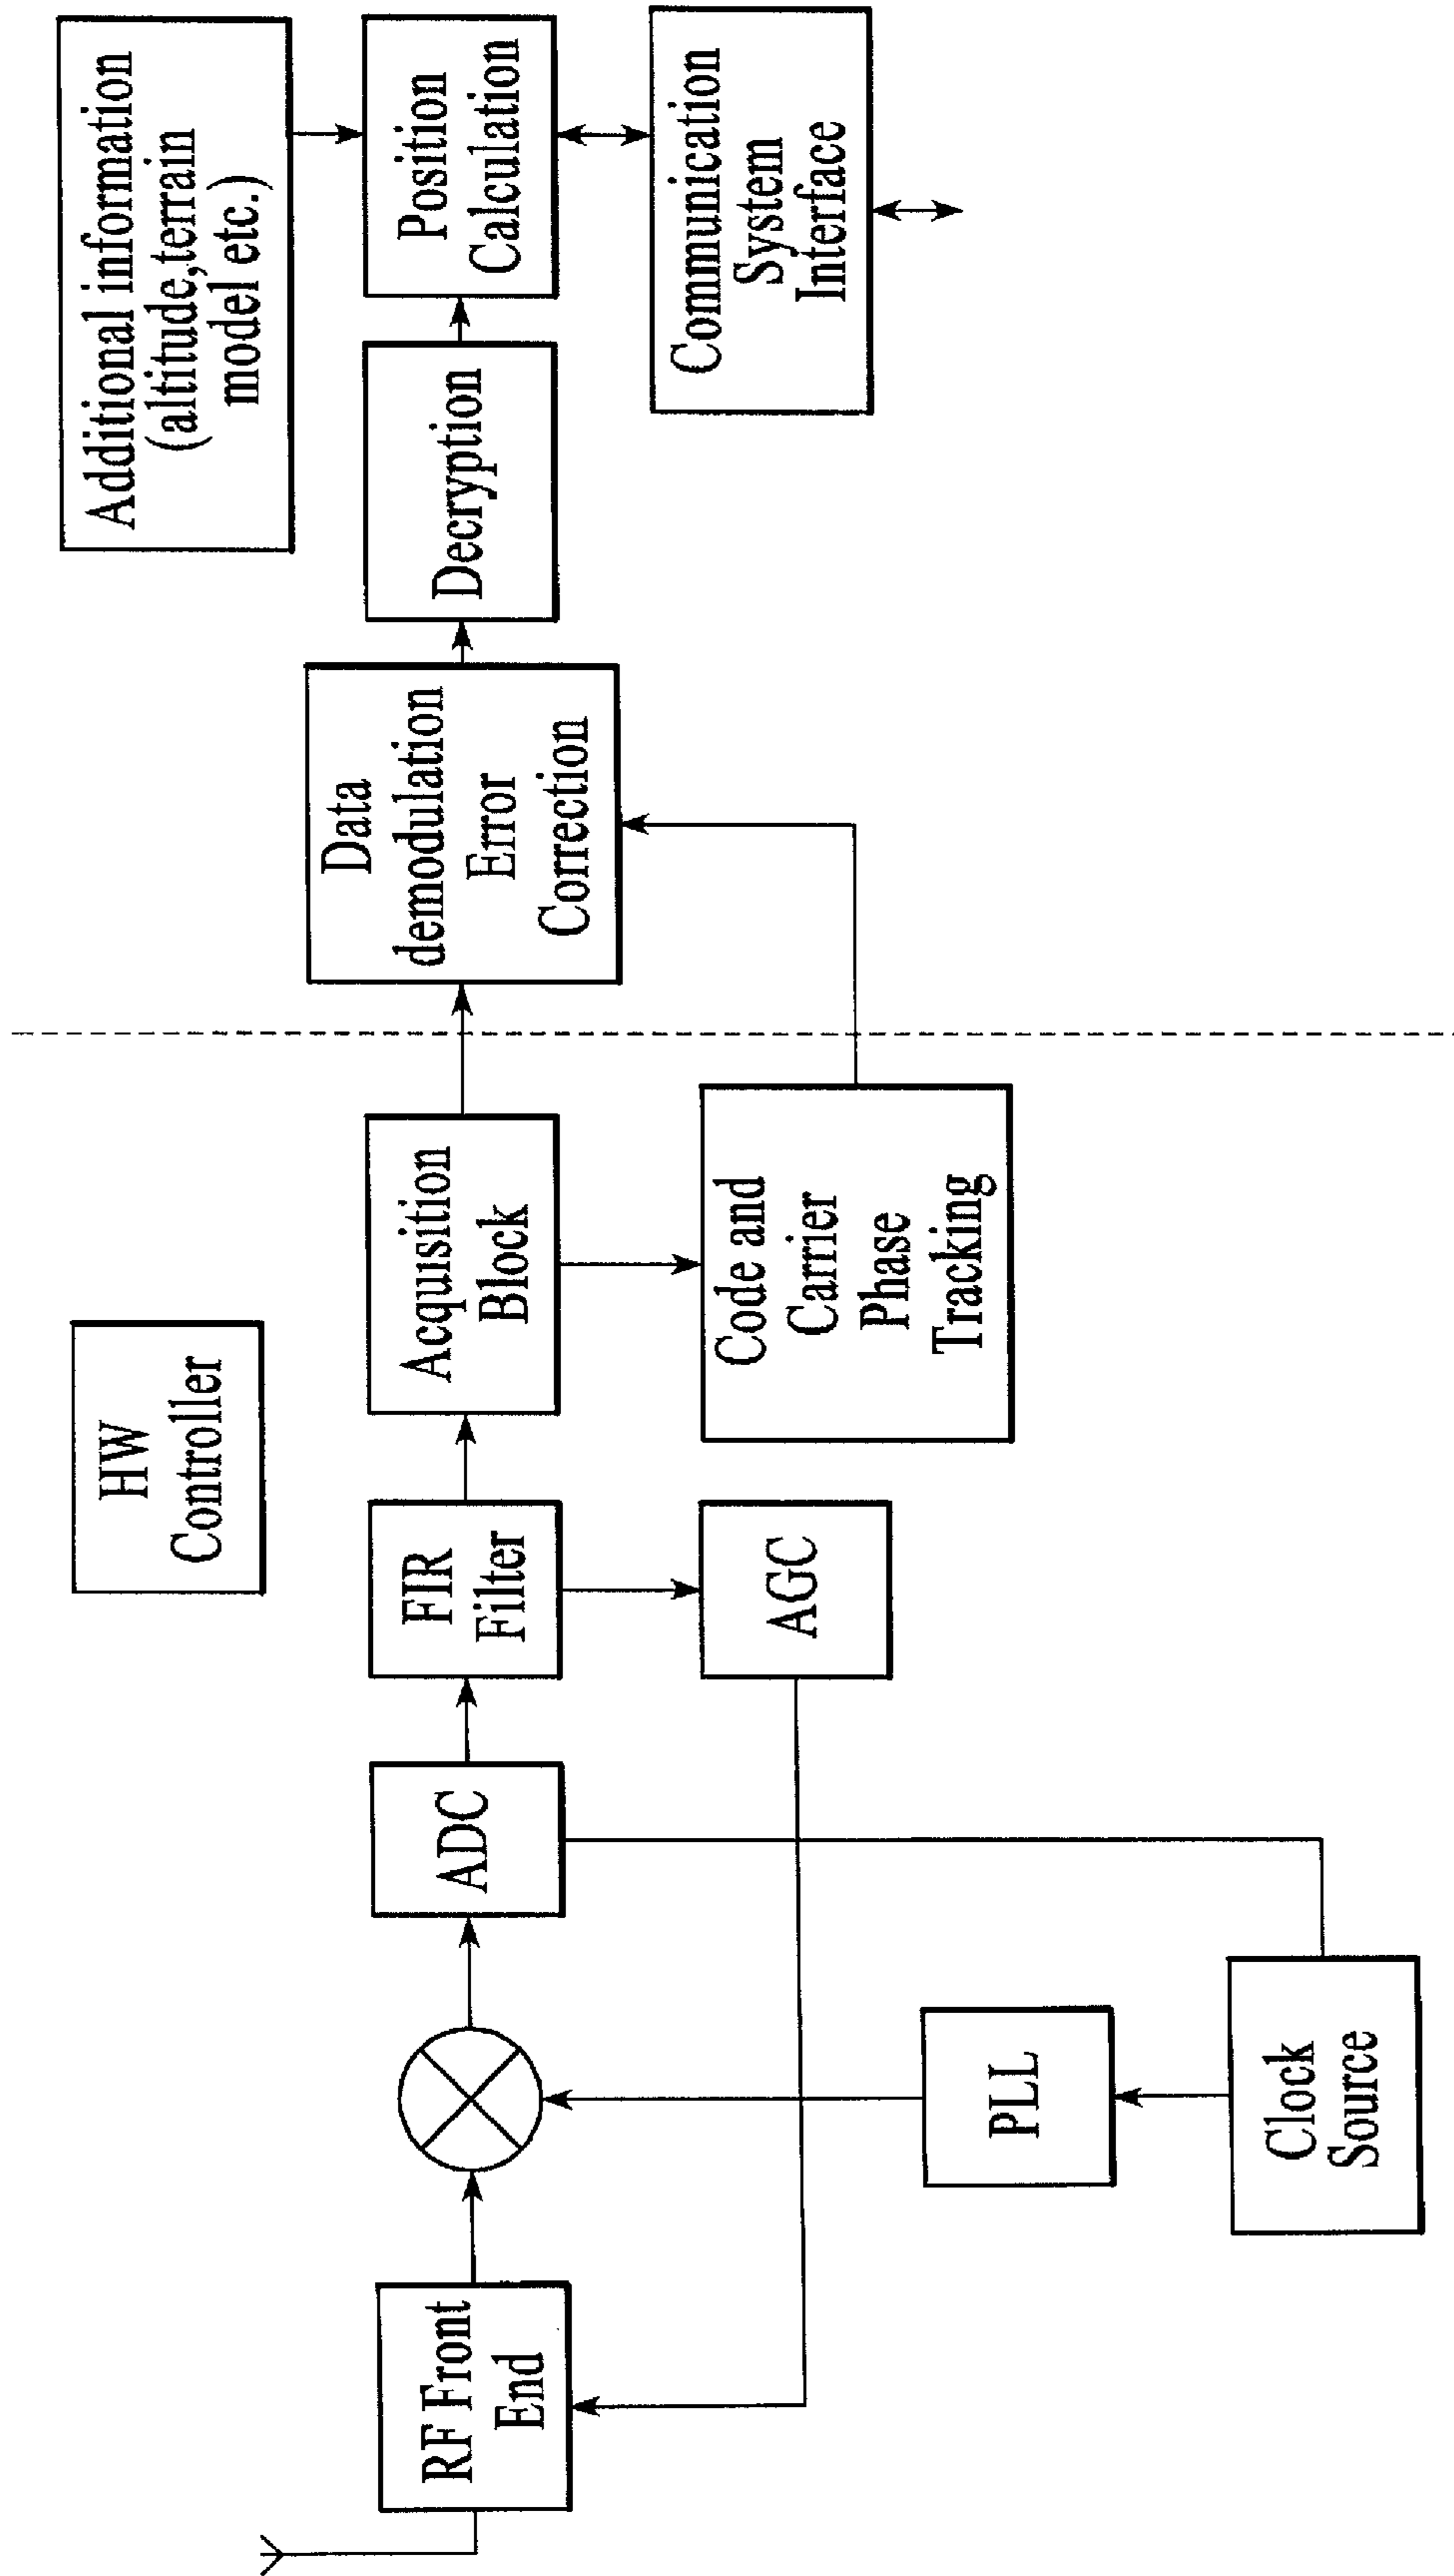 RF Front
End
ADC
FIR
Filter
AGC
PLL
Clock
Source
HW
Controller
Acquisition
Block
Code and
Carrier
Phase
Tracking
Data
demodulation
Error
Correction
Decryption
Position
Calculation
Additional information
(altitude,terrain
model etc.)
Communication
System
Interface